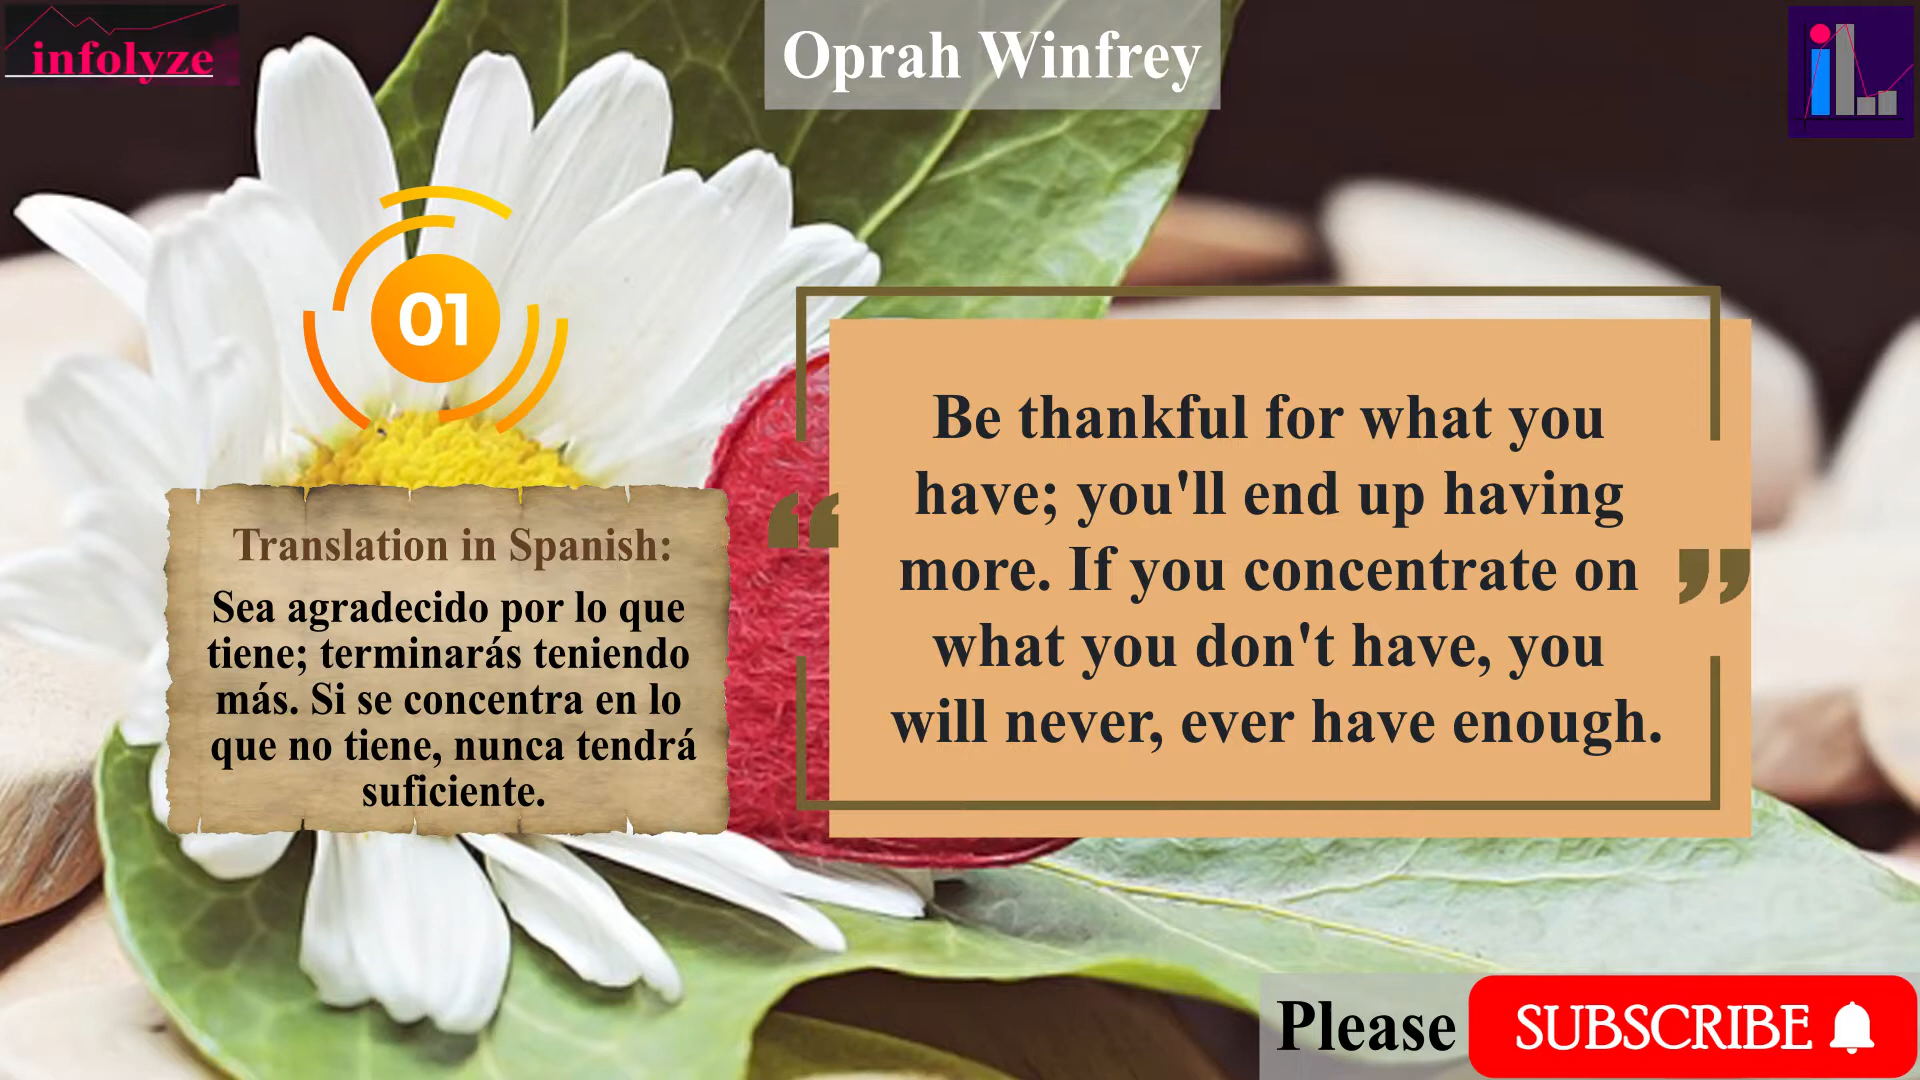 infolyze
Oprah Winfrey
01
Translation in Spanish:
Sea agradecido por lo que
tiene; terminarás teniendo
más. Si se concentra en lo
que no tiene, nunca tendrá
suficiente.
“
Be thankful for what you
have; you'll end up having
more. If you concentrate on
what you don't have, you
will never, ever have enough.
”
Please
SUBSCRIBE